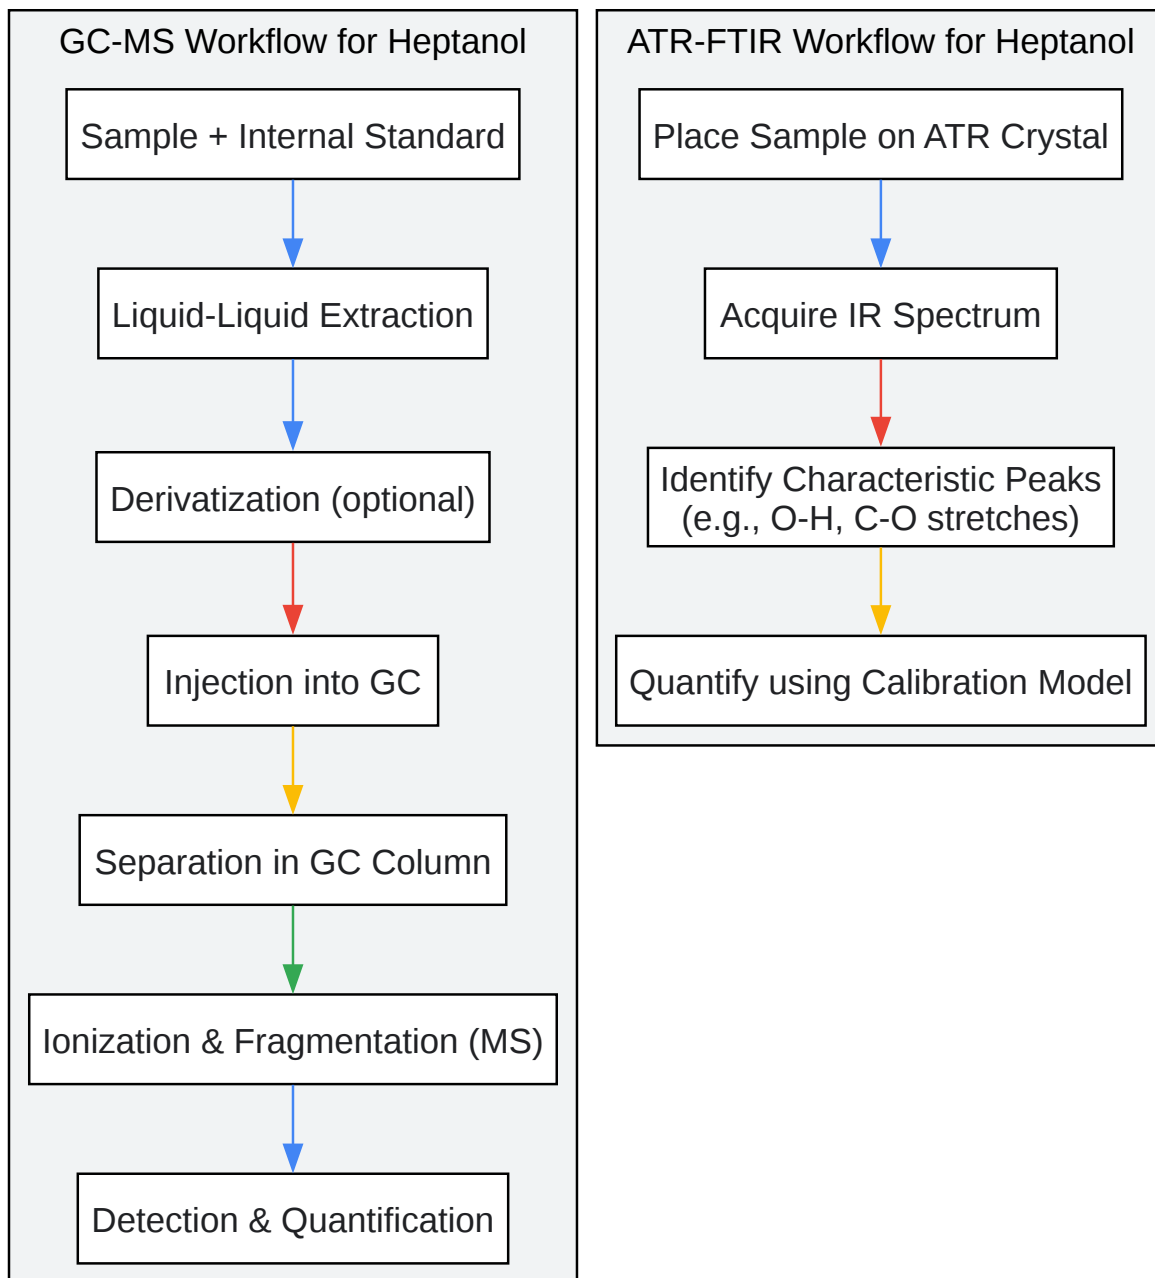 GC-MS Workflow for Heptanol
Sample + Internal Standard
Liquid-Liquid Extraction
Derivatization (optional)
Injection into GC
Separation in GC Column
Ionization & Fragmentation (MS)
Detection & Quantification
ATR-FTIR Workflow for Heptanol
Place Sample on ATR Crystal
Acquire IR Spectrum
Identify Characteristic Peaks
(e.g., O-H, C-O stretches)
Quantify using Calibration Model